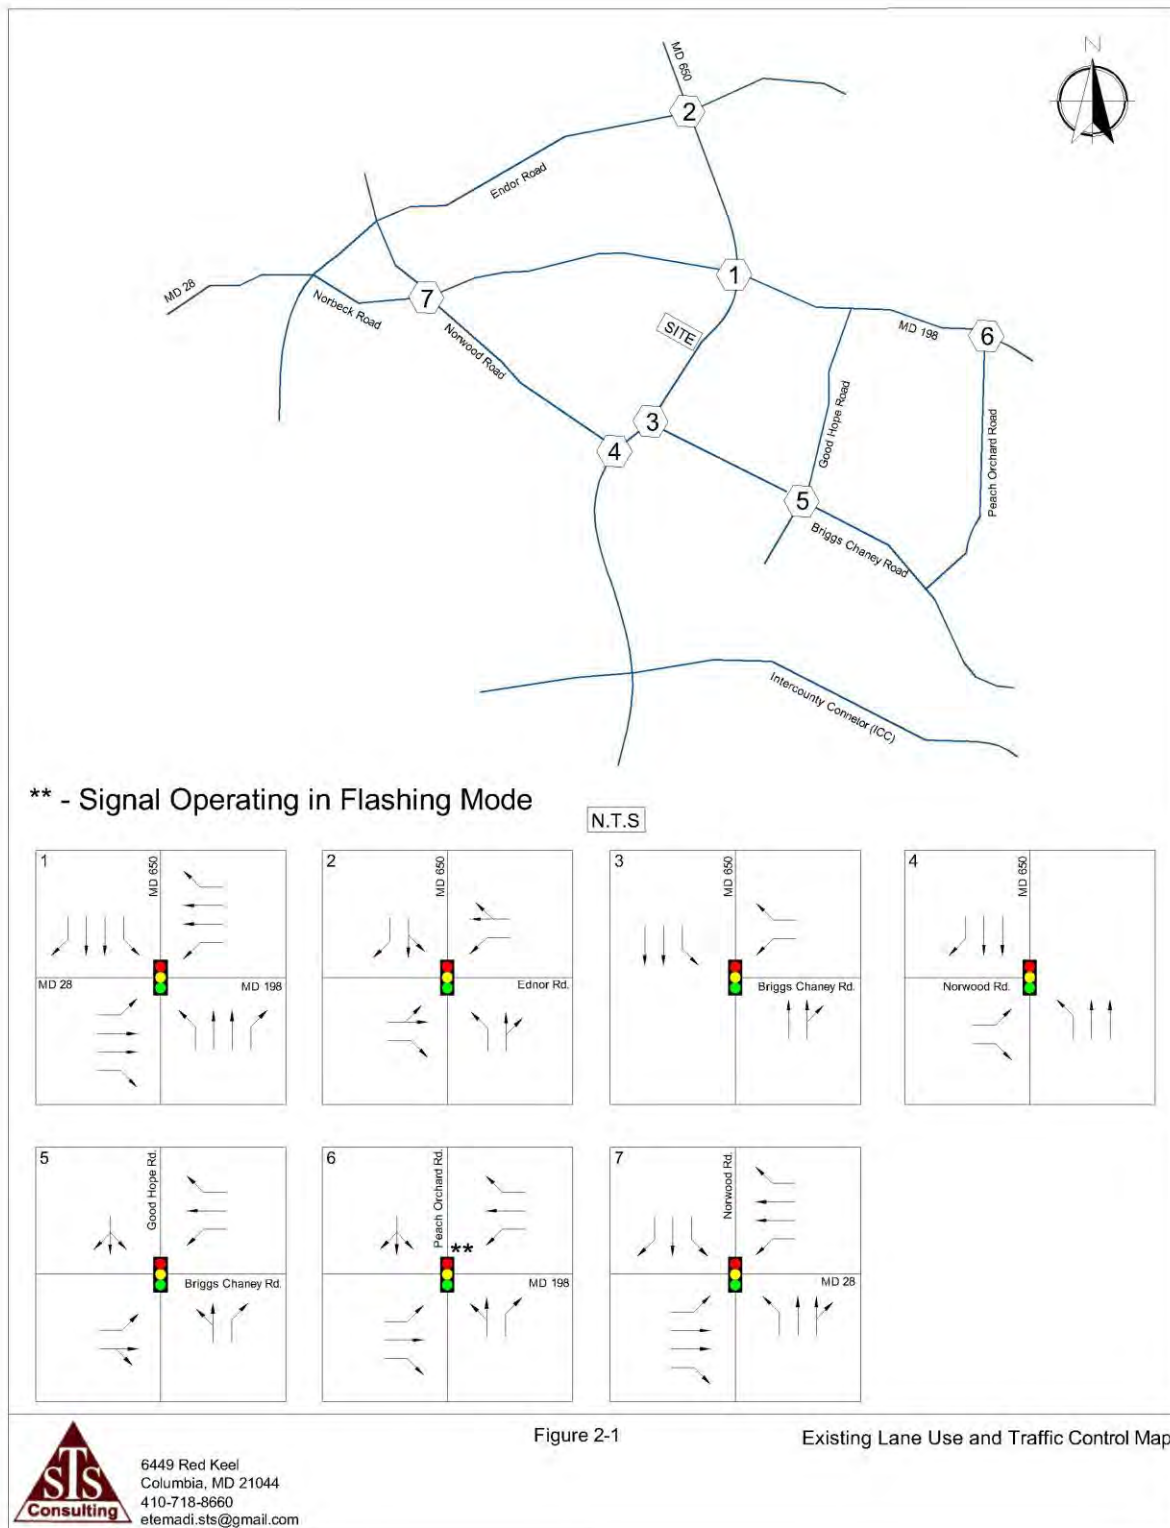 N
MD 650
2
Endor Road
1
MD 28
Norbeck Road
7
Norwood Road
SITE
MD 198
6
Good Hope Road
Peach Orchard Road
3
4
5
Briggs Chaney Road
Intercounty Connetor (ICC)
** - Signal Operating in Flashing Mode
N.T.S
1
MD 650
MD 28
MD 198
2
MD 650
Ednor Rd.
3
MD 650
Briggs Chaney Rd.
4
MD 650
Norwood Rd.
5
Good Hope Rd.
Briggs Chaney Rd.
6
Peach Orchard Rd.
**
MD 198
7
Norwood Rd.
MD 28
Figure 2-1
Existing Lane Use and Traffic Control Map
STS
Consulting
6449 Red Keel
Columbia, MD 21044
410-718-8660
etemadi.sts@gmail.com